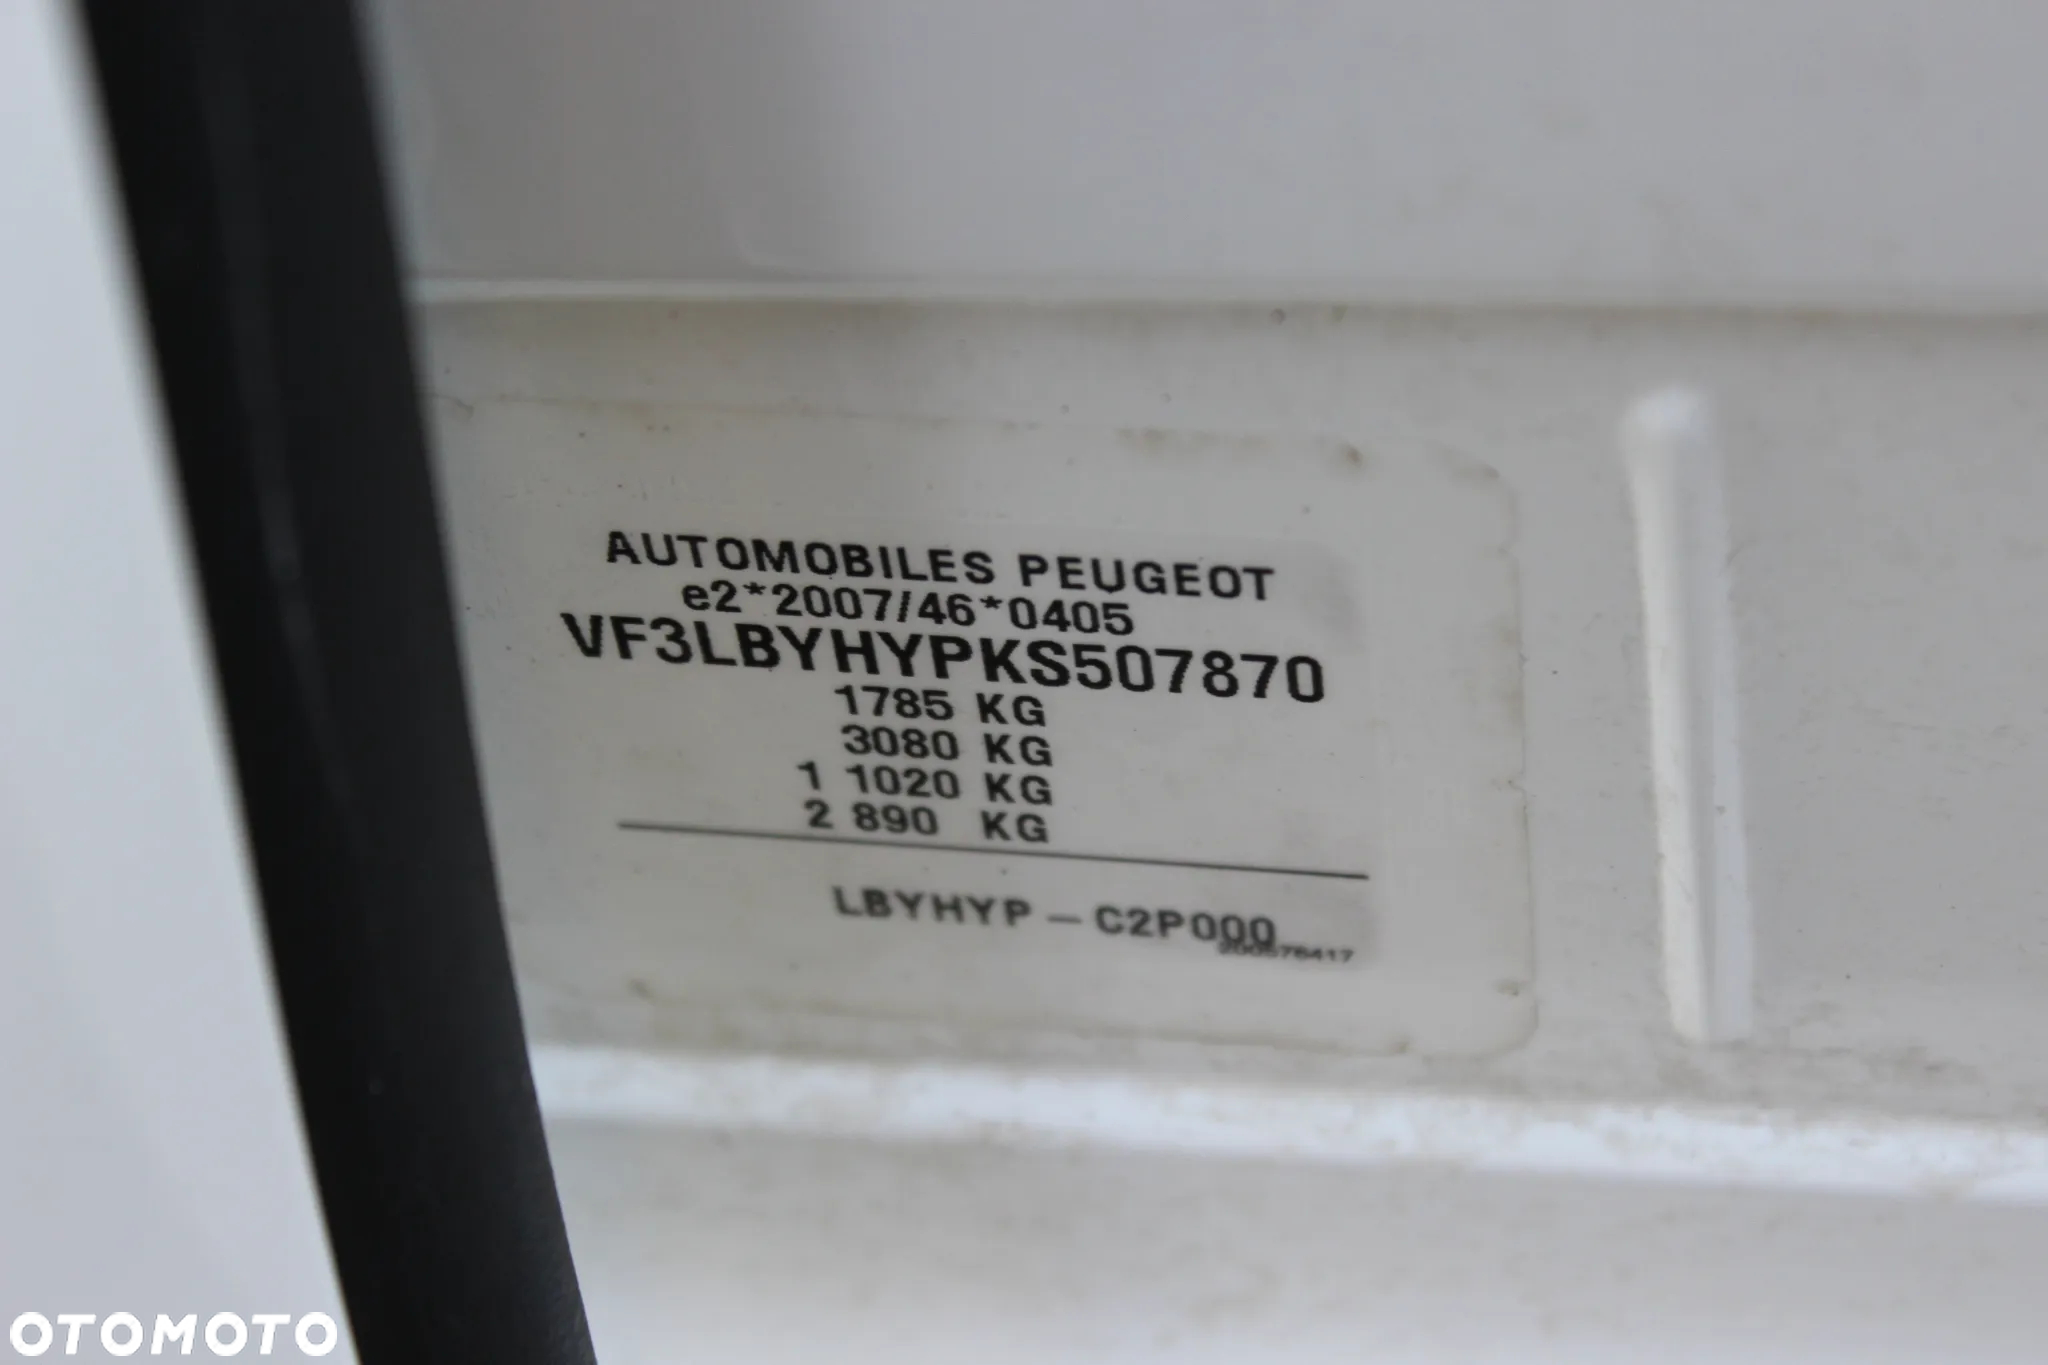 AUTOMOBILES PEUGEOT
e2*2007/46*0405
VF3LBYHYPKS507870
1785 KG
3080 KG
1 1020 KG
2 890 KG
LBYHYP - C2P000
OTOMOTO